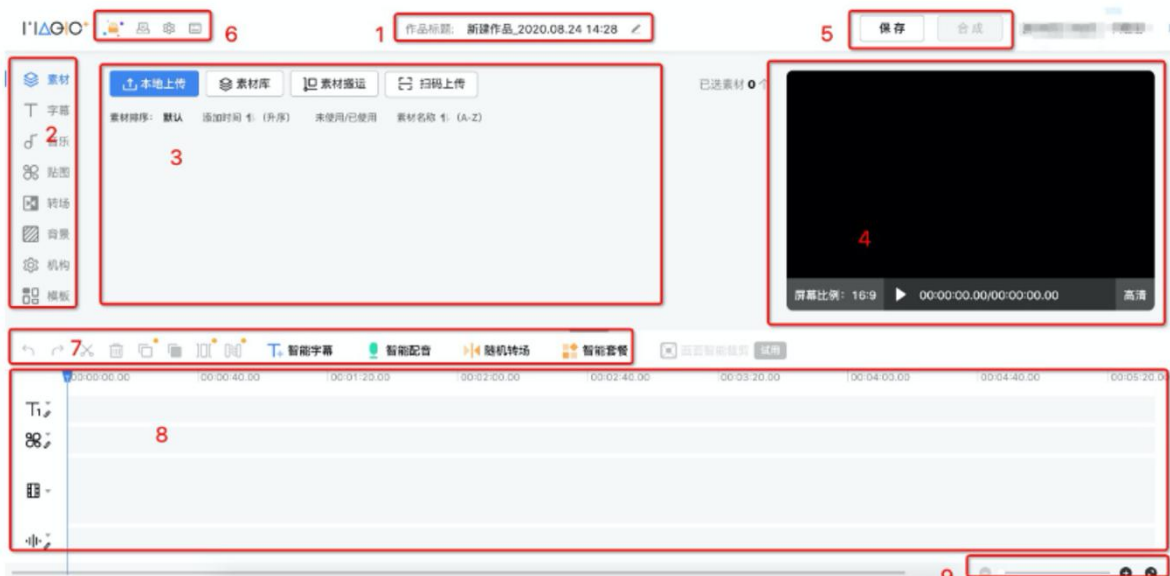 MAGIC 6 1 作品标题: 新建作品_2020.08.24 14:28 5 保存 合成
素材 本地上传 素材库 素材搬运 扫码上传 已选素材 0 个
字幕 素材排序: 默认 添加时间 (升序) 未使用/已使用 素材名称 (A-Z)
2 音乐
3
贴图
转场
背景 4
机构
模板 屏幕比例: 16:9 00:00:00.00/00:00:00.00 高清
7 智能字幕 智能配音 随机转场 智能套餐 画面智能裁剪 试用
00:00:00.00 00:00:40.00 00:01:20.00 00:02:00.00 00:02:40.00 00:03:20.00 00:04:00.00 00:04:40.00 00:05:20.00
8
9